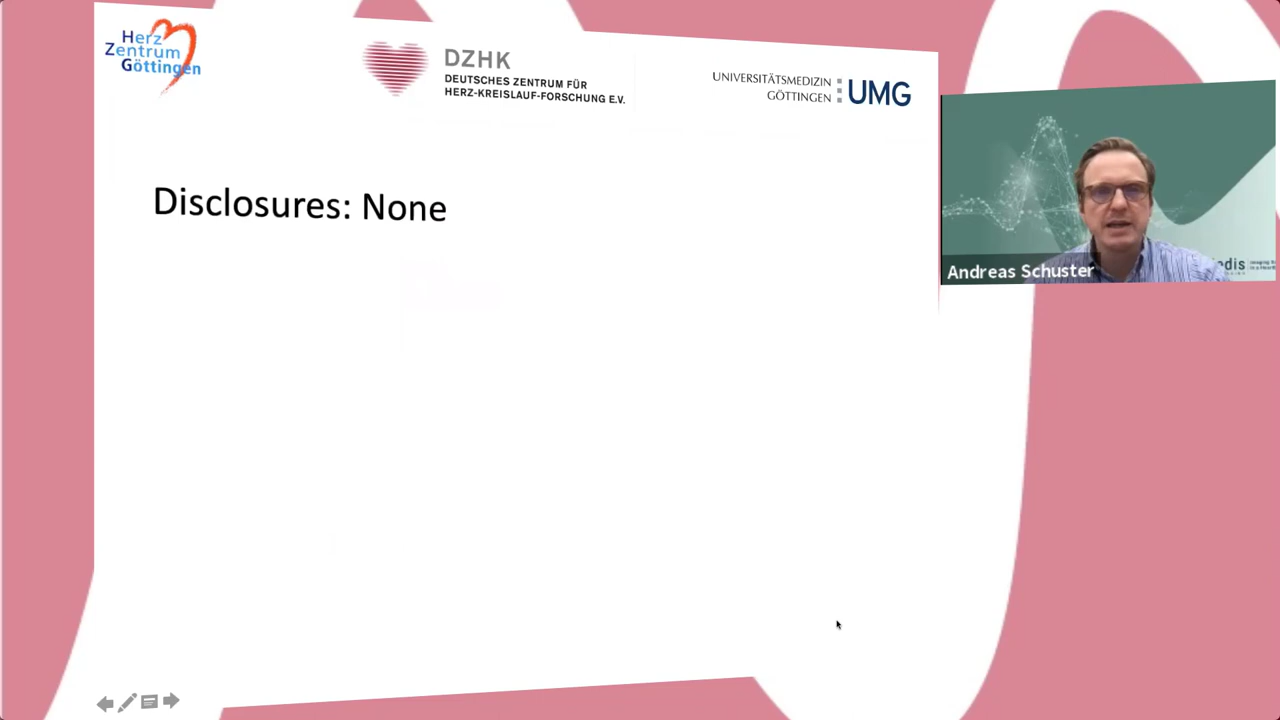 Herz
Zentrum
Göttingen
DZHK
DEUTSCHES ZENTRUM FÜR
HERZ-KREISLAUF-FORSCHUNG E.V.
UNIVERSITÄTSMEDIZIN
GÖTTINGEN
UMG
Disclosures: None
Andreas Schuster